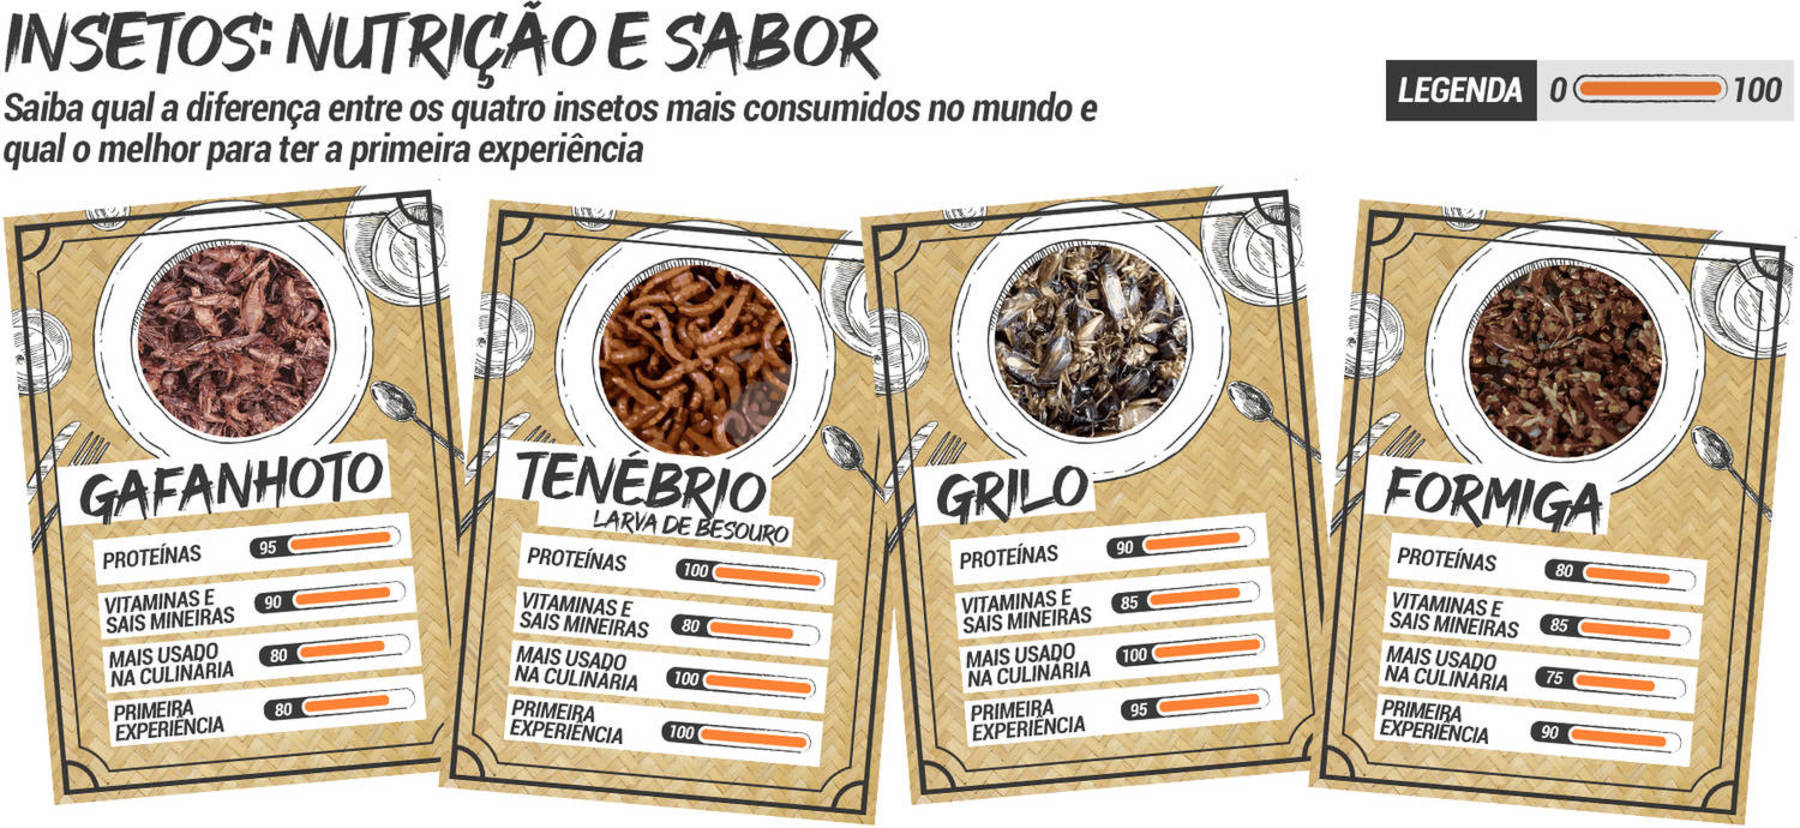 INSETOS: NUTRIÇÃO E SABOR
Saiba qual a diferença entre os quatro insetos mais consumidos no mundo e
qual o melhor para ter a primeira experiência
LEGENDA 0 100
GAFANHOTO
PROTEÍNAS 95
VITAMINAS E
SAIS MINEIRAS 90
MAIS USADO
NA CULINÁRIA 80
PRIMEIRA
EXPERIÊNCIA 80
TENÉBRIO
LARVA DE BESOURO
PROTEÍNAS 100
VITAMINAS E
SAIS MINEIRAS 80
MAIS USADO
NA CULINÁRIA 100
PRIMEIRA
EXPERIÊNCIA 100
GRILO
PROTEÍNAS 90
VITAMINAS E
SAIS MINEIRAS 85
MAIS USADO
NA CULINÁRIA 100
PRIMEIRA
EXPERIÊNCIA 95
FORMIGA
PROTEÍNAS 80
VITAMINAS E
SAIS MINEIRAS 85
MAIS USADO
NA CULINÁRIA 75
PRIMEIRA
EXPERIÊNCIA 90